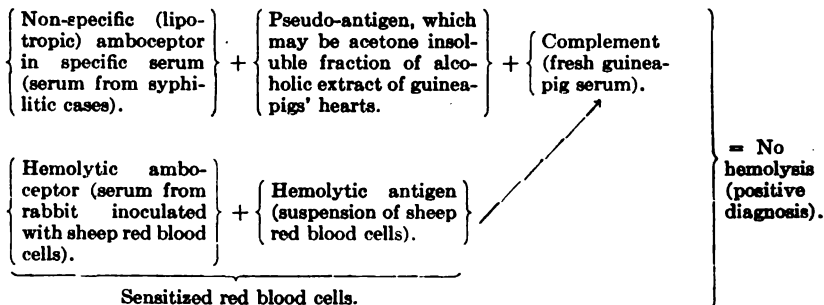 Non-specific (lipo-
tropic) amboceptor
in specific serum
(serum from syphi-
litic cases).
+
Pseudo-antigen, which
may be acetone insol-
uble fraction of alco-
holic extract of guinea-
pigs' hearts.
+
Complement
(fresh guinea-
pig serum).
Hemolytic ambo-
ceptor (serum from
rabbit inoculated
with sheep red blood
cells).
+
Hemolytic antigen
(suspension of sheep
red blood cells).
Sensitized red blood cells.
= No
hemolysis
(positive
diagnosis).